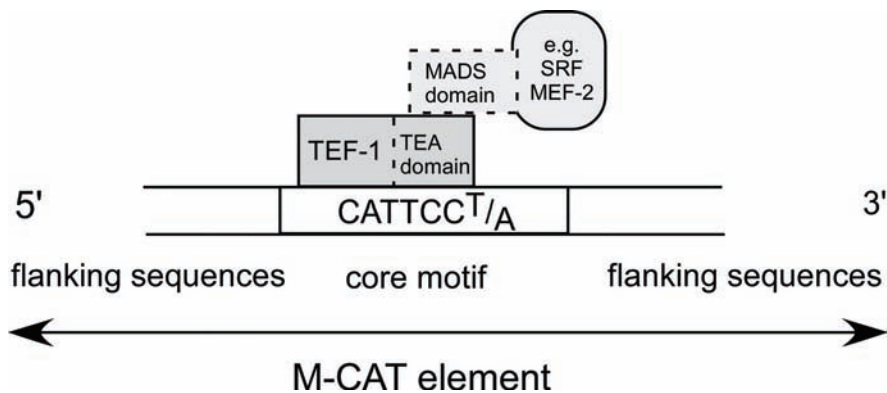 e.g.
SRF
MEF-2
MADS
domain
TEF-1
TEA
domain
5'
CATTCCT/A
3'
flanking sequences
core motif
flanking sequences
M-CAT element